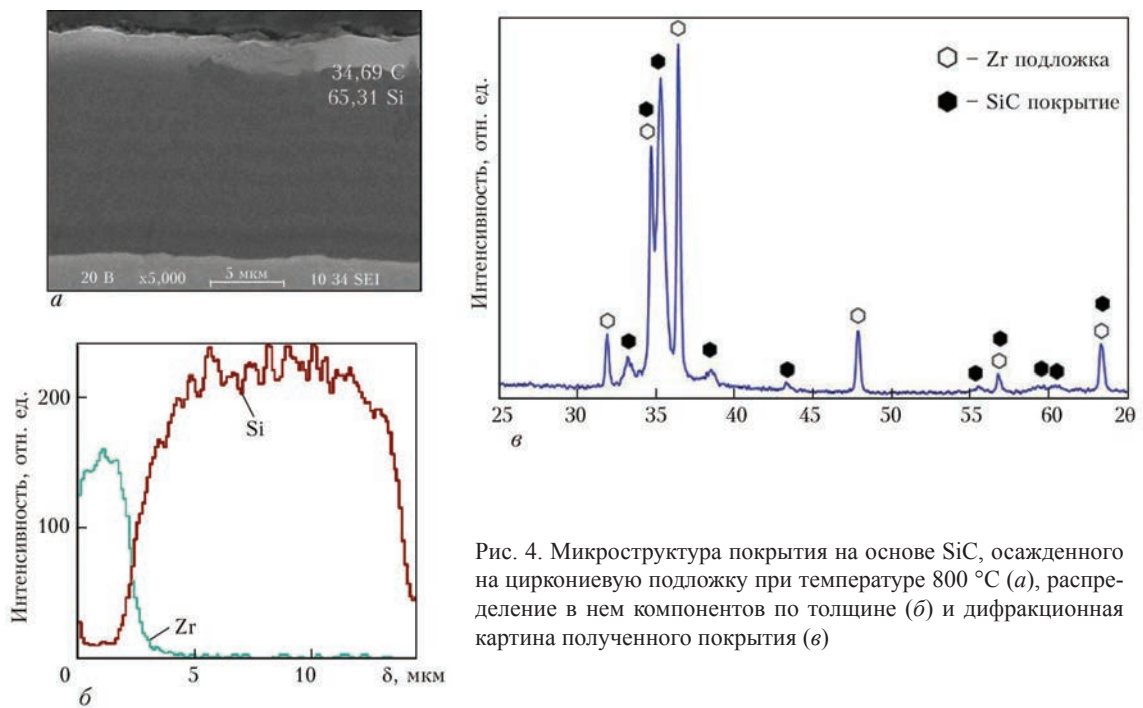 34,69 C
65,31 Si
20 В x5,000 5 мкм 10 34 SEI
а
Интенсивность, отн. ед.
– Zr подложка
– SiC покрытие
25 30 35 40 45 55 60 2θ
в
Интенсивность, отн. ед.
200
100
Si
Zr
0 5 10 δ, мкм
б
Рис. 4. Микроструктура покрытия на основе SiC, осажденного
на циркониевую подложку при температуре 800 °C (а), распре-
деление в нем компонентов по толщине (б) и дифракционная
картина полученного покрытия (в)